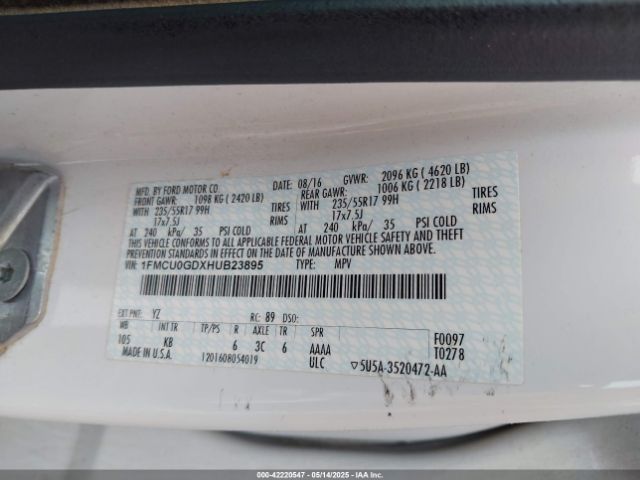 MFD. BY FORD MOTOR CO. DATE: 08/16 GVWR: 2096 KG ( 4620 LB)
FRONT GAWR: 1098 KG ( 2420 LB) REAR GAWR: 1006 KG ( 2218 LB)
WITH 235/55R17 99H TIRES WITH 235/55R17 99H TIRES
17x7.5J RIMS 17x7.5J RIMS
AT 240 kPa/ 35 PSI COLD AT 240 kPa/ 35 PSI COLD
THIS VEHICLE CONFORMS TO ALL APPLICABLE FEDERAL MOTOR VEHICLE SAFETY AND THEFT
PREVENTION STANDARDS IN EFFECT ON THE DATE OF MANUFACTURE SHOWN ABOVE.
VIN: 1FMCU0GDXHUB23895 TYPE: MPV
EXT PNT: YZ RC: 89 DSO:
WB INT TR TP/PS R AXLE TR SPR F0097
105 KB 6 3C 6 AAAA T0278
MADE IN U.S.A. 1201608054019 ULC ▽5U5A-3520472-AA
000-42220547 05/14/2025 IAAI.com